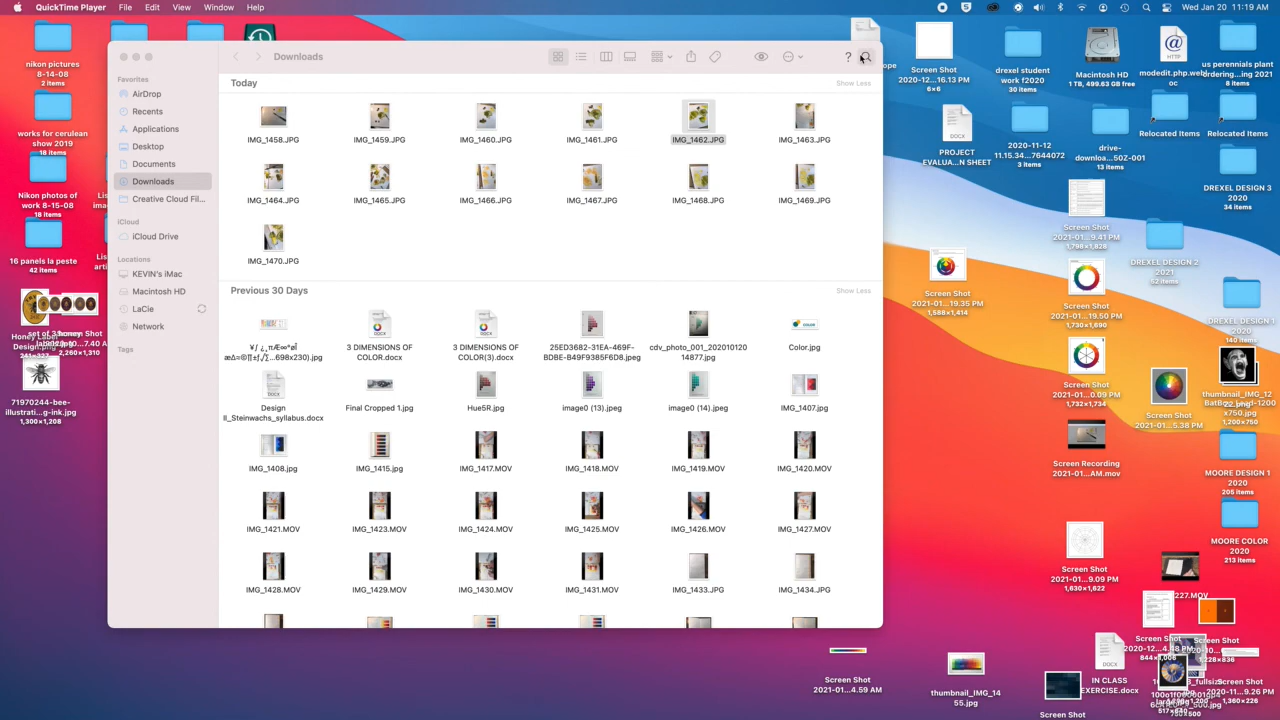 QuickTime Player File Edit View Window Help
Wed Jan 20 11:19 AM
Downloads
Favorites
AirDrop
Recents
Applications
Desktop
Documents
Downloads
Creative Cloud Fil...
iCloud
iCloud Drive
Locations
KEVIN's iMac
Macintosh HD
LaCie
Network
Tags
Today
Show Less
IMG_1458.JPG
IMG_1459.JPG
IMG_1460.JPG
IMG_1461.JPG
IMG_1462.JPG
IMG_1463.JPG
IMG_1464.JPG
IMG_1465.JPG
IMG_1466.JPG
IMG_1467.JPG
IMG_1468.JPG
IMG_1469.JPG
IMG_1470.JPG
Previous 30 Days
Show Less
3 DIMENSIONS OF
COLOR.docx
3 DIMENSIONS OF
COLOR(3).docx
25ED3682-31EA-469F-
BDBE-B49F9385F6D8.jpeg
cdv_photo_001_202010120
14877.jpg
Color.jpg
Design
II_Steinwachs_syllabus.docx
Final Cropped 1.jpg
Hue5R.jpg
image0 (13).jpeg
image0 (14).jpeg
IMG_1407.jpg
IMG_1408.jpg
IMG_1415.jpg
IMG_1417.MOV
IMG_1418.MOV
IMG_1419.MOV
IMG_1420.MOV
IMG_1421.MOV
IMG_1423.MOV
IMG_1424.MOV
IMG_1425.MOV
IMG_1426.MOV
IMG_1427.MOV
IMG_1428.MOV
IMG_1429.MOV
IMG_1430.MOV
IMG_1431.MOV
IMG_1433.JPG
IMG_1434.JPG
nikon pictures
8-14-08
2 items
works for cerulean
show 2019
18 items
Nikon photos of
work 8-15-08
18 items
16 panels la peste
42 items
Honey Label
71970244-bee-
illustrati...g-ink.jpg
1,300×1,208
Screen Shot
2020-12...16.13 PM
6×6
drexel student
work f2020
30 items
Macintosh HD
1 TB, 499.63 GB free
modedit.php.webl
oc
us perennials plant
ordering...ing 2021
8 items
DOCX
PROJECT
EVALUA...N SHEET
2020-11-12
11.15.34...7644072
3 items
drive-
downloa...50Z-001
13 items
Relocated Items
Relocated Items
DREXEL DESIGN 3
2020
34 items
Screen Shot
2021-01...9.41 PM
1,798×1,828
DREXEL DESIGN 2
2021
52 items
Screen Shot
2021-01...19.35 PM
1,588×1,414
Screen Shot
2021-01...19.50 PM
1,730×1,690
DREXEL DESIGN 1
2020
140 items
Screen Shot
2021-01...0.09 PM
1,732×1,734
Screen Shot
2021-01...5.38 PM
thumbnail_IMG_12
x750.jpg
1,200×750
Screen Recording
2021-01...AM.mov
MOORE DESIGN 1
2020
205 items
MOORE COLOR
2020
213 items
Screen Shot
2021-01...9.09 PM
1,630×1,622
227.MOV
Screen Shot
2020-12...4.48 PM
844×1,006
Screen Shot
1,228×836
Screen Shot
2020-11...9.26 PM
1,360×226
DOCX
IN CLASS
EXERCISE.docx
Screen Shot
2021-01...4.59 AM
thumbnail_IMG_14
55.jpg
Screen Shot